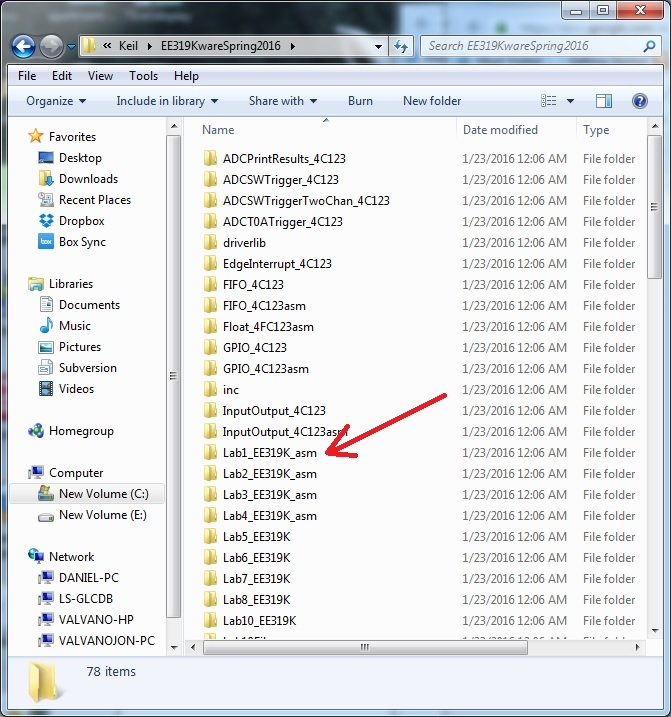 « Keil ▸ EE319KwareSpring2016 ▸
Search EE319KwareSpring2016
File Edit View Tools Help
Organize Include in library Share with Burn New folder
Favorites
Desktop
Downloads
Recent Places
Dropbox
Box Sync
Libraries
Documents
Music
Pictures
Subversion
Videos
Homegroup
Computer
New Volume (C:)
New Volume (E:)
Network
DANIEL-PC
LS-GLCDB
VALVANO-HP
VALVANOJON-PC
Name Date modified Type
ADCPrintResults_4C123 1/23/2016 12:06 AM File folder
ADCSWTrigger_4C123 1/23/2016 12:06 AM File folder
ADCSWTriggerTwoChan_4C123 1/23/2016 12:06 AM File folder
ADCT0ATrigger_4C123 1/23/2016 12:06 AM File folder
driverlib 1/23/2016 12:06 AM File folder
EdgeInterrupt_4C123 1/23/2016 12:06 AM File folder
FIFO_4C123 1/23/2016 12:06 AM File folder
FIFO_4C123asm 1/23/2016 12:06 AM File folder
Float_4FC123asm 1/23/2016 12:06 AM File folder
GPIO_4C123 1/23/2016 12:06 AM File folder
GPIO_4C123asm 1/23/2016 12:06 AM File folder
inc 1/23/2016 12:06 AM File folder
InputOutput_4C123 1/23/2016 12:06 AM File folder
InputOutput_4C123asm 1/23/2016 12:06 AM File folder
Lab1_EE319K_asm 1/23/2016 12:06 AM File folder
Lab2_EE319K_asm 1/23/2016 12:06 AM File folder
Lab3_EE319K_asm 1/23/2016 12:06 AM File folder
Lab4_EE319K_asm 1/23/2016 12:06 AM File folder
Lab5_EE319K 1/23/2016 12:06 AM File folder
Lab6_EE319K 1/23/2016 12:06 AM File folder
Lab7_EE319K 1/23/2016 12:06 AM File folder
Lab8_EE319K 1/23/2016 12:06 AM File folder
Lab10_EE319K 1/23/2016 12:06 AM File folder
78 items